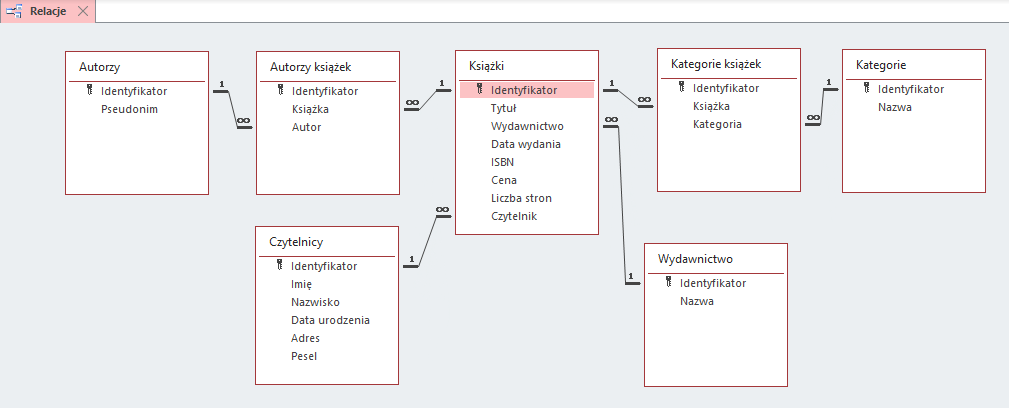 Relacje
Autorzy
Identyfikator
Pseudonim
1
∞
Autorzy książek
Identyfikator
Książka
Autor
∞
1
Książki
Identyfikator
Tytuł
Wydawnictwo
Data wydania
ISBN
Cena
Liczba stron
Czytelnik
1
∞
Kategorie książek
Identyfikator
Książka
Kategoria
∞
1
Kategorie
Identyfikator
Nazwa
Czytelnicy
Identyfikator
Imię
Nazwisko
Data urodzenia
Adres
Pesel
1
∞
∞
1
Wydawnictwo
Identyfikator
Nazwa